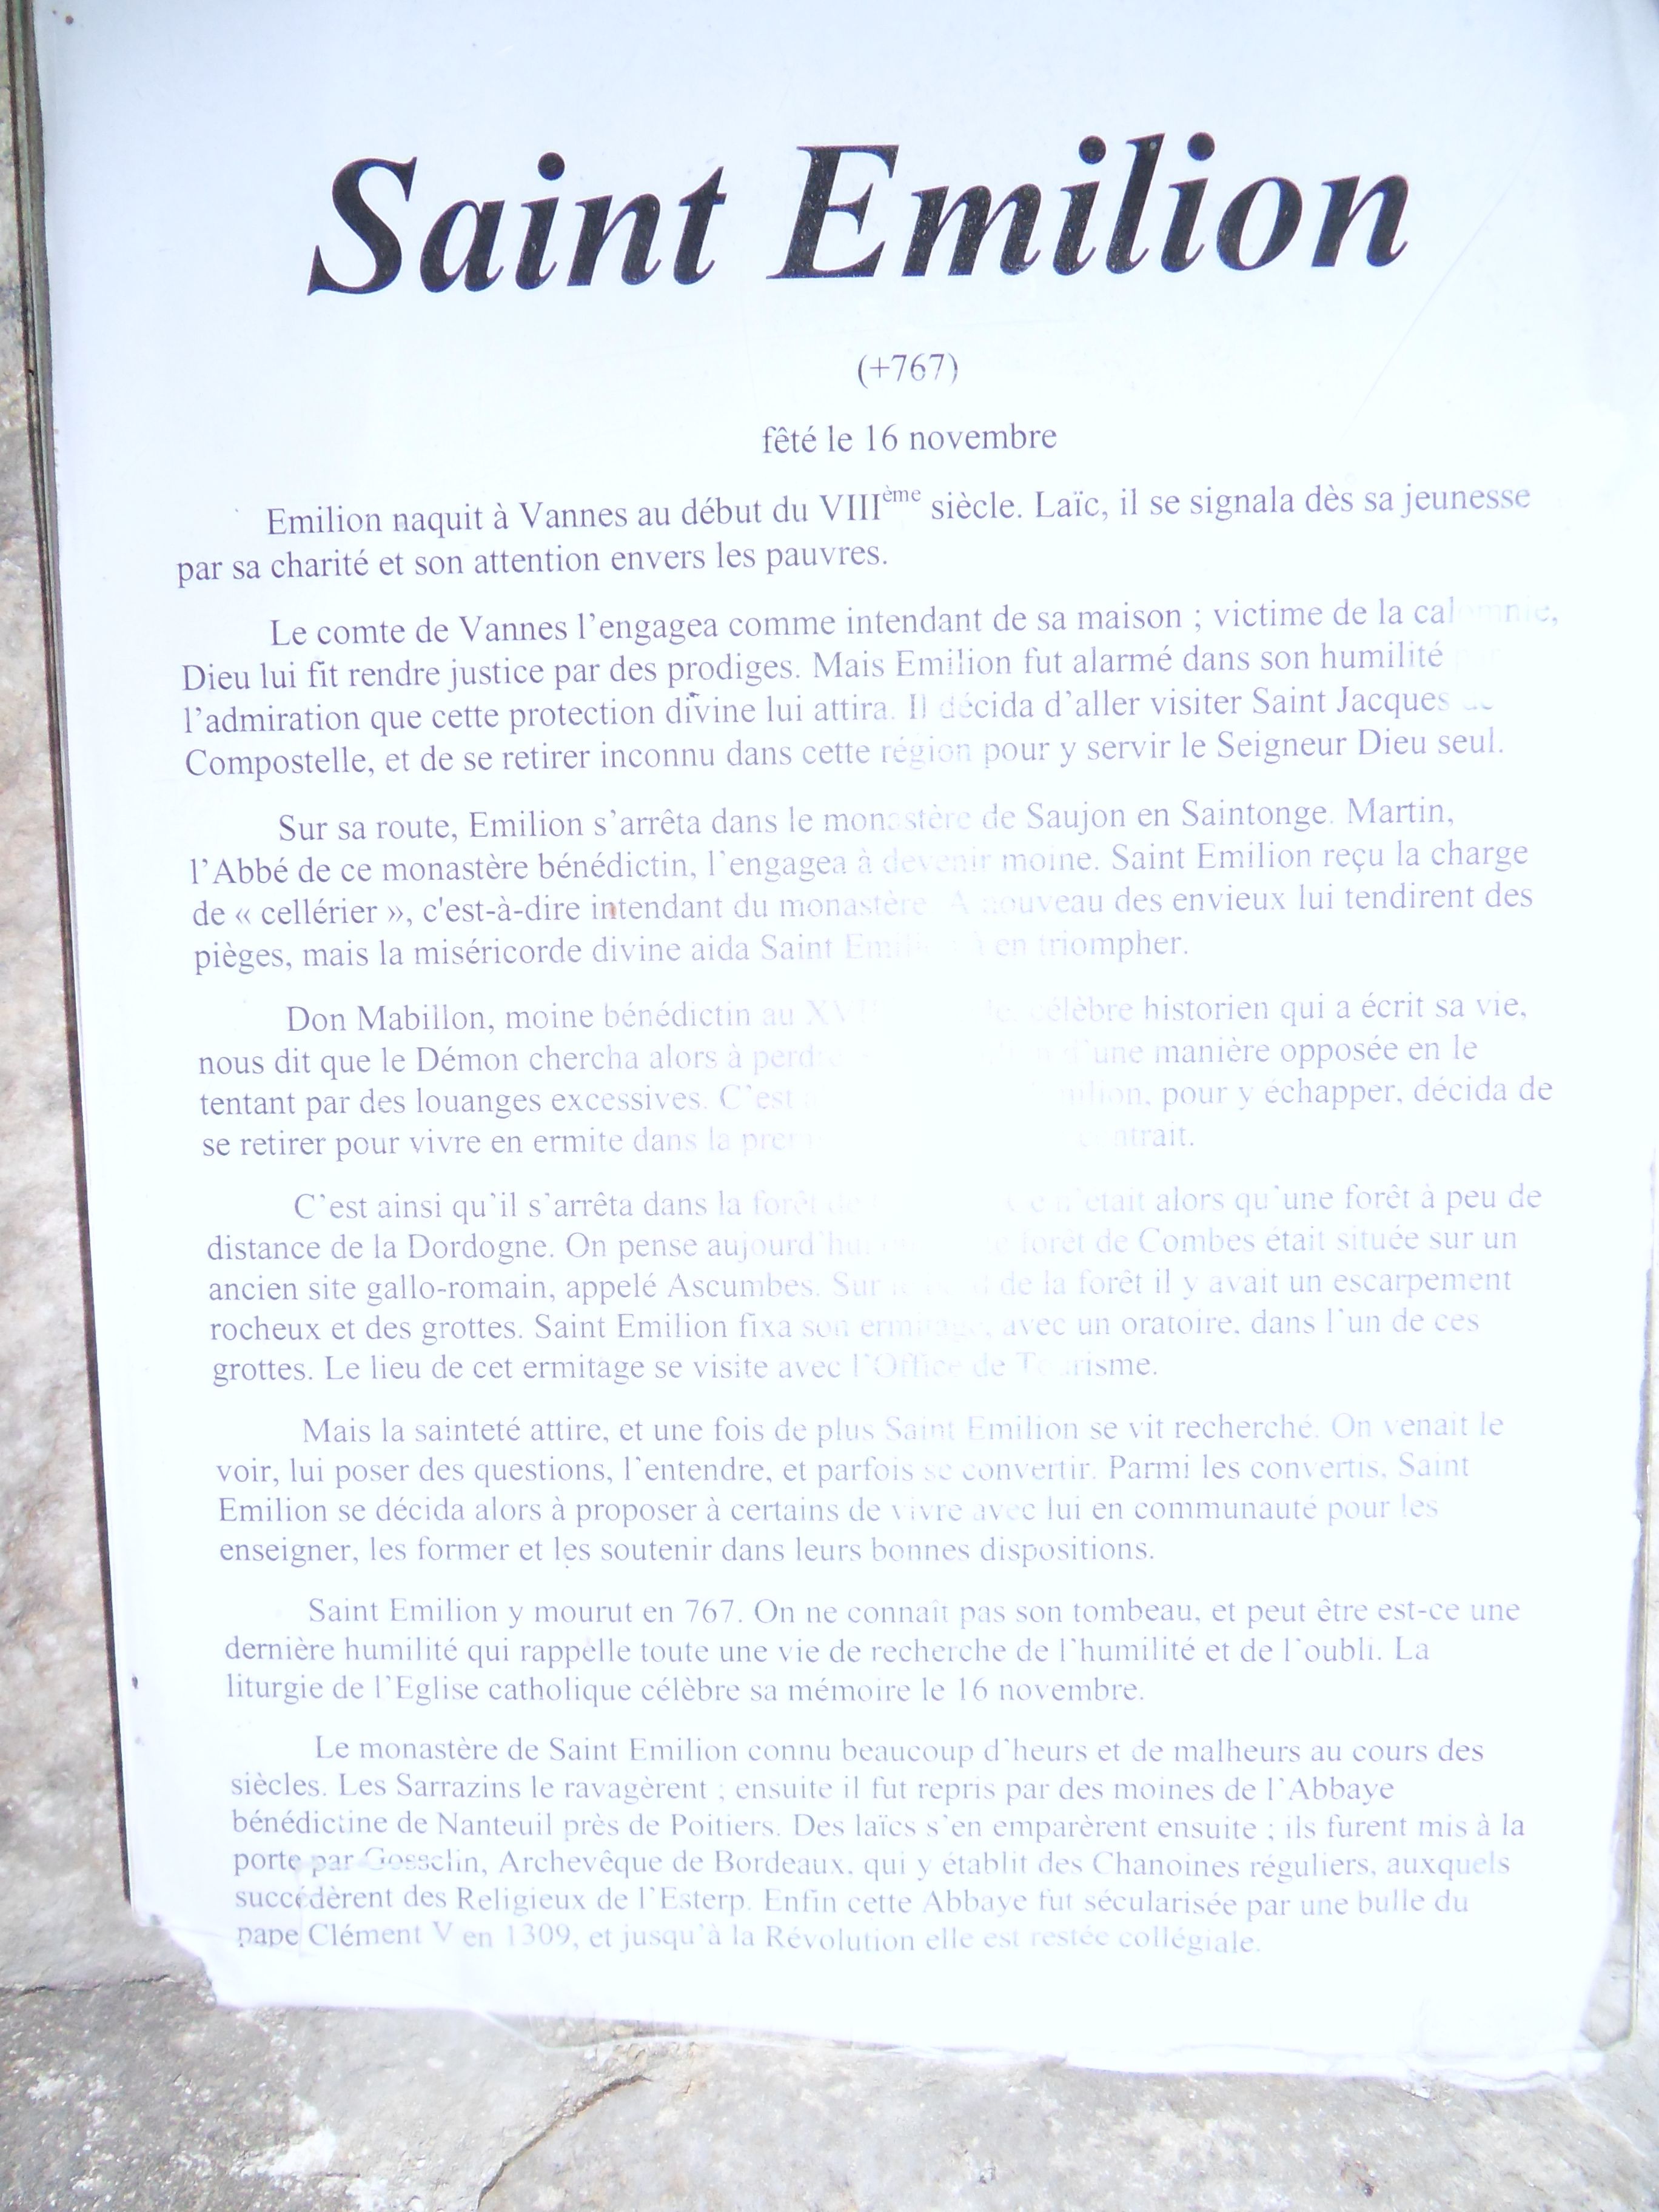 Saint Emilion
(+767)
fêté le 16 novembre
Emilion naquit à Vannes au début du VIIIème siècle. Laïc, il se signala dès sa jeunesse
par sa charité et son attention envers les pauvres.
Le comte de Vannes l'engagea comme intendant de sa maison ; victime de la calomnie,
Dieu lui fit rendre justice par des prodiges. Mais Emilion fut alarmé dans son humilité
l'admiration que cette protection divine lui attira. Il décida d'aller visiter Saint Jacques de
Compostelle, et de se retirer inconnu dans cette région pour y servir le Seigneur Dieu seul.
Sur sa route, Emilion s'arrêta dans le monastère de Saujon en Saintonge. Martin,
l'Abbé de ce monastère bénédictin, l'engagea à devenir moine. Saint Emilion reçu la charge
de « cellérier », c'est-à-dire intendant du monastère. A nouveau des envieux lui tendirent des
pièges, mais la miséricorde divine aida Saint Emilion à en triompher.
Don Mabillon, moine bénédictin au célèbre historien qui a écrit sa vie,
nous dit que le Démon chercha alors à perdre d'une manière opposée en le
tentant par des louanges excessives. C'est pour y échapper, décida de
se retirer pour vivre en ermite dans la
C'est ainsi qu'il s'arrêta dans la forêt de n'était alors qu'une forêt à peu de
distance de la Dordogne. On pense aujourd'hui forêt de Combes était située sur un
ancien site gallo-romain, appelé Ascumbes. Sur de la forêt il y avait un escarpement
rocheux et des grottes. Saint Emilion fixa son ermitage, avec un oratoire, dans l'un de ces
grottes. Le lieu de cet ermitage se visite avec l'Office de Tourisme.
Mais la sainteté attire, et une fois de plus Saint Emilion se vit recherché. On venait le
voir, lui poser des questions, l'entendre, et parfois se convertir. Parmi les convertis, Saint
Emilion se décida alors à proposer à certains de vivre avec lui en communauté pour les
enseigner, les former et les soutenir dans leurs bonnes dispositions.
Saint Emilion y mourut en 767. On ne connaît pas son tombeau, et peut être est-ce une
dernière humilité qui rappelle toute une vie de recherche de l'humilité et de l'oubli. La
liturgie de l'Eglise catholique célèbre sa mémoire le 16 novembre.
Le monastère de Saint Emilion connu beaucoup d'heurs et de malheurs au cours des
siècles. Les Sarrazins le ravagèrent ; ensuite il fut repris par des moines de l'Abbaye
bénédictine de Nanteuil près de Poitiers. Des laïcs s'en emparèrent ensuite ; ils furent mis à la
porte par Gosselin, Archevêque de Bordeaux, qui y établit des Chanoines réguliers, auxquels
succédèrent des Religieux de l'Esterp. Enfin cette Abbaye fut sécularisée par une bulle du
pape Clément V en 1309, et jusqu'à la Révolution elle est restée collégiale.